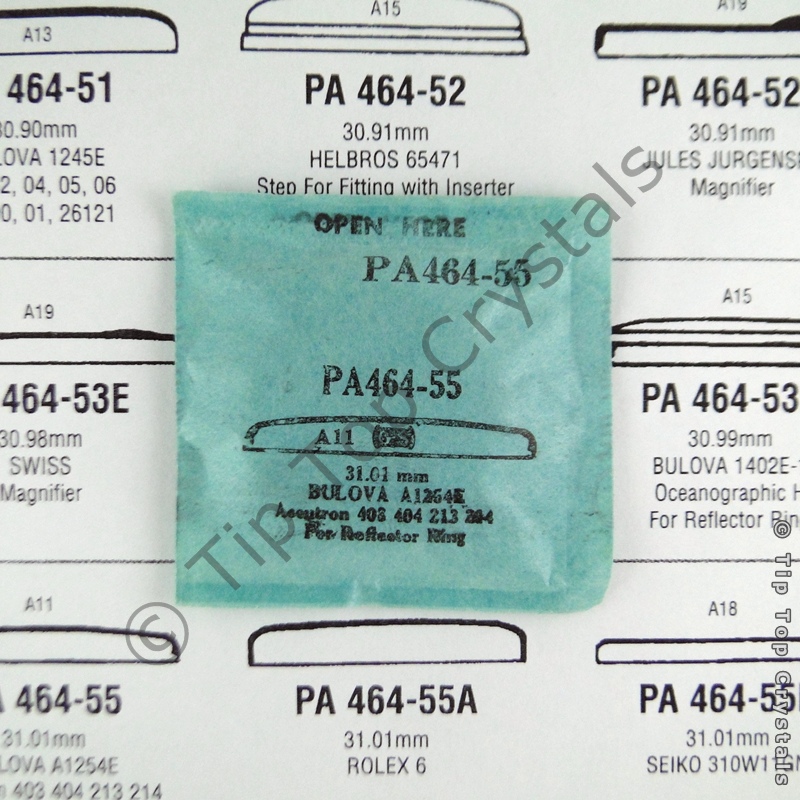 A13
A15
A19
464-51
PA 464-52
PA 464-52
30.90mm
30.91mm
30.91mm
LOVA 1245E
HELBROS 65471
JULES JURGENSE
2, 04, 05, 06
Step For Fitting with Inserter
Magnifier
0, 01, 26121
OPEN HERE
PA464-55
A19
A15
PA464-55
464-53E
PA 464-53
A11
30.98mm
30.99mm
SWISS
BULOVA 1402E-
Magnifier
Oceanographic H
For Reflector Rin
31.01 mm
BULOVA A1254E
Accutron 403 404 213 214
For Reflector Ring
A11
A18
464-55
PA 464-55A
PA 464-55
31.01mm
31.01mm
31.01mm
LOVA A1254E
ROLEX 6
SEIKO 310W
403 404 213 214
© Tip Top Crystals
© Tip Top Crystals